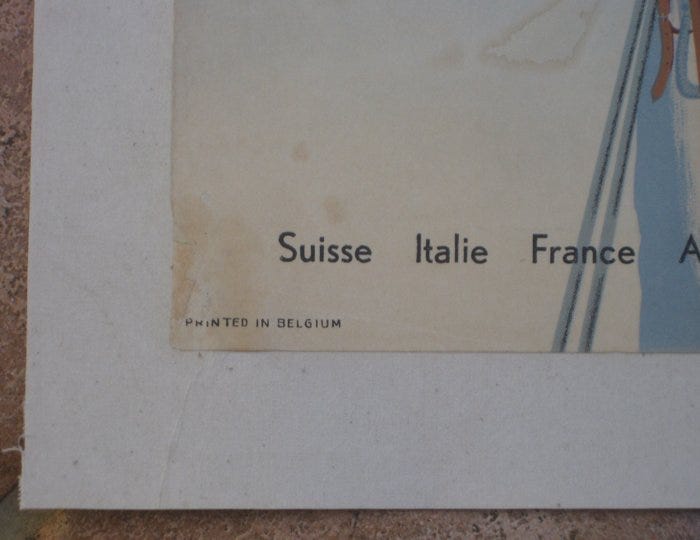 Suisse Italie France A
PRINTED IN BELGIUM